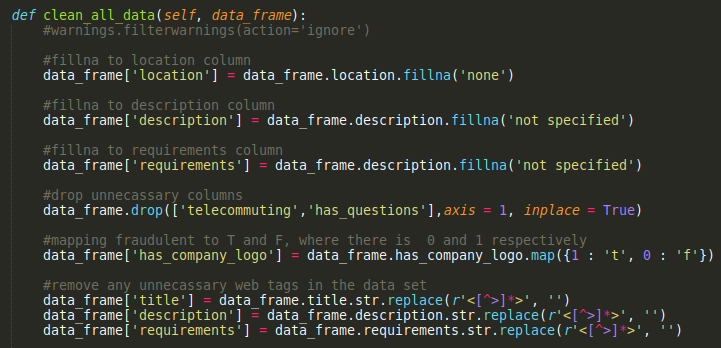 def clean_all_data(self, data_frame):
#warnings.filterwarnings(action='ignore')
#fillna to location column
data_frame['location'] = data_frame.location.fillna('none')
#fillna to description column
data_frame['description'] = data_frame.description.fillna('not specified')
#fillna to requirements column
data_frame['requirements'] = data_frame.description.fillna('not specified')
#drop unnecassary columns
data_frame.drop(['telecommuting','has_questions'],axis = 1, inplace = True)
#mapping fraudulent to T and F, where there is  0 and 1 respectively
data_frame['has_company_logo'] = data_frame.has_company_logo.map({1 : 't', 0 : 'f'})
#remove any unnecassary web tags in the data set
data_frame['title'] = data_frame.title.str.replace(r'<[^>]*>', '')
data_frame['description'] = data_frame.description.str.replace(r'<[^>]*>', '')
data_frame['requirements'] = data_frame.requirements.str.replace(r'<[^>]*>', '')